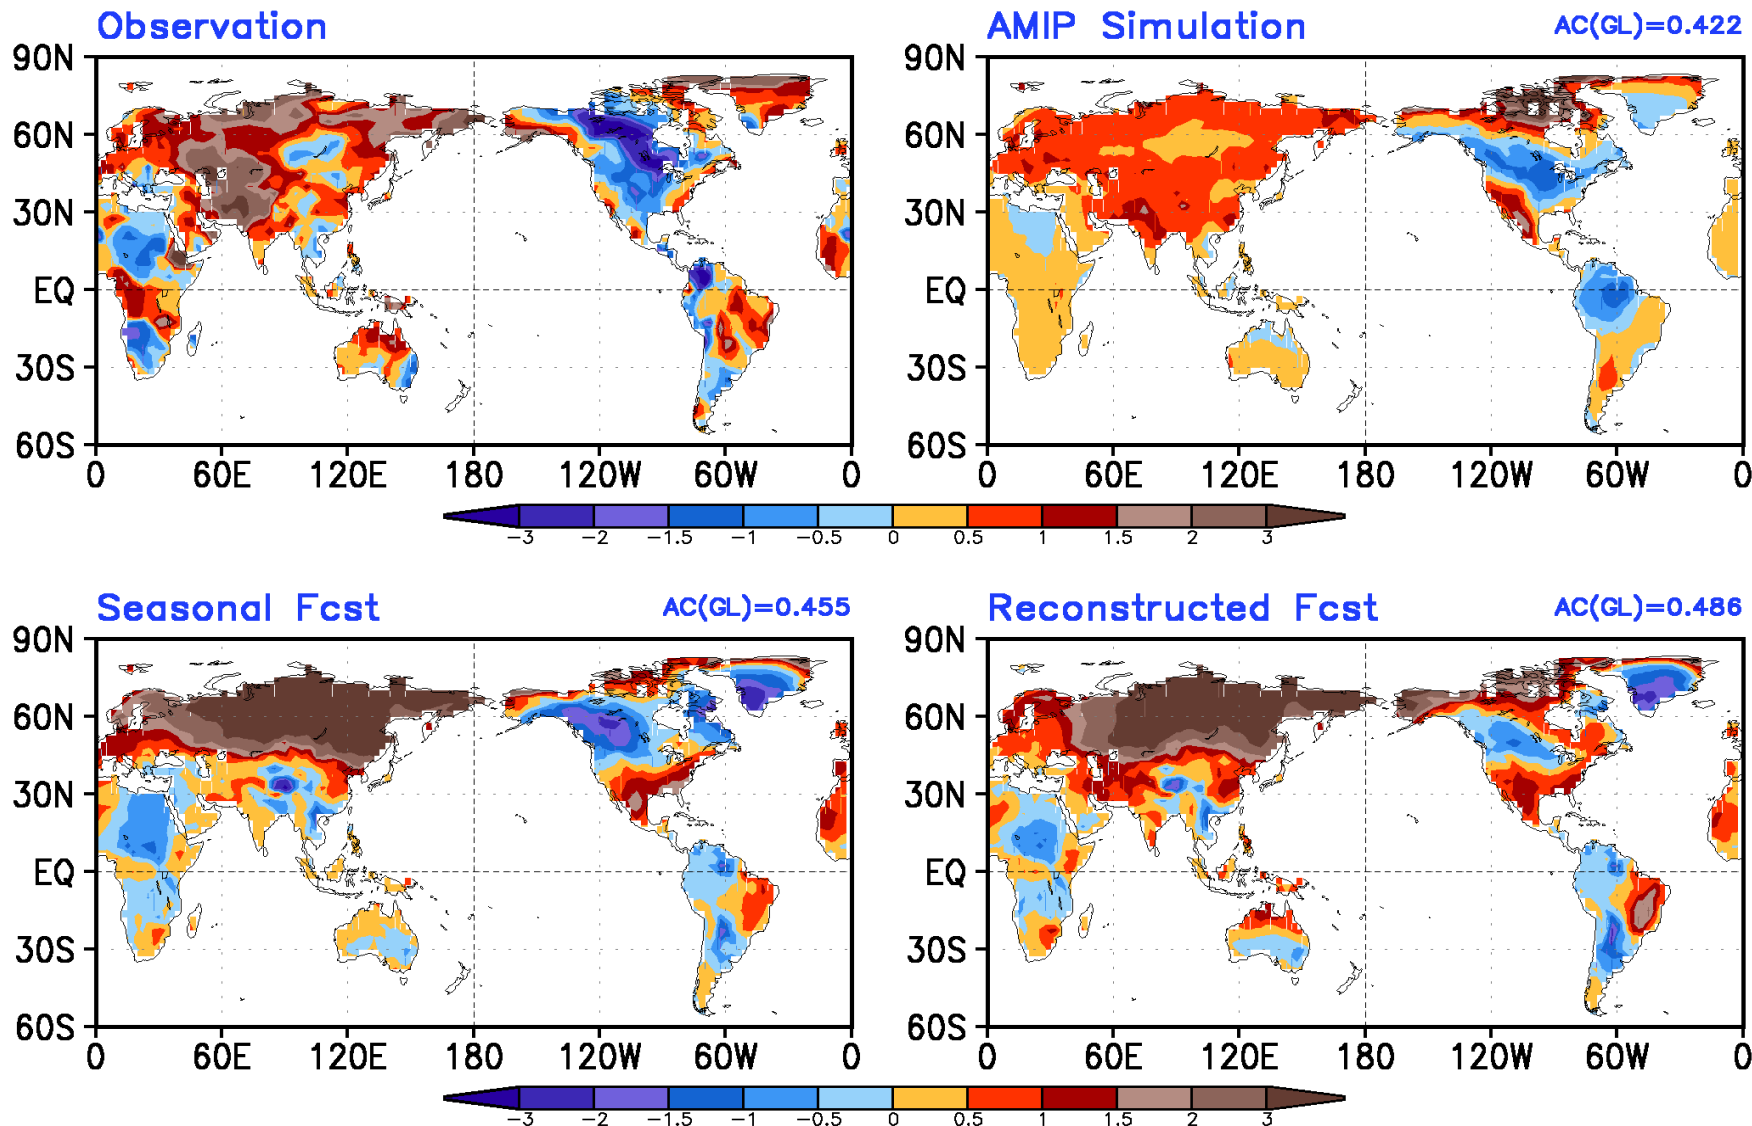 Observation
AMIP Simulation AC(GL)=0.422
90N 60N 30N EQ 30S 60S
0 60E 120E 180 120W 60W 0
90N 60N 30N EQ 30S 60S
0 60E 120E 180 120W 60W 0
-3 -2 -1.5 -1 -0.5 0 0.5 1 1.5 2 3
Seasonal Fcst AC(GL)=0.455
Reconstructed Fcst AC(GL)=0.486
90N 60N 30N EQ 30S 60S
0 60E 120E 180 120W 60W 0
90N 60N 30N EQ 30S 60S
0 60E 120E 180 120W 60W 0
-3 -2 -1.5 -1 -0.5 0 0.5 1 1.5 2 3